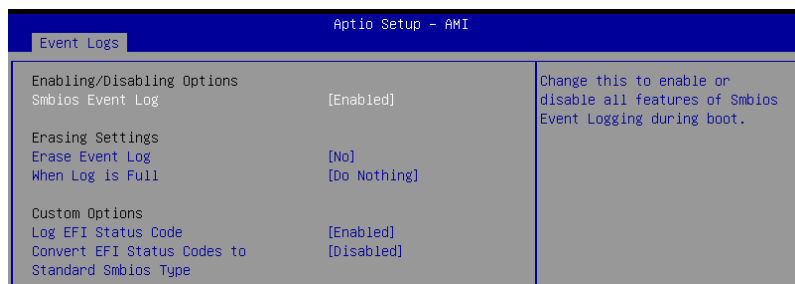 Aptio Setup – AMI
Event Logs
Enabling/Disabling Options
Smbios Event Log [Enabled]
Erasing Settings
Erase Event Log [No]
When Log is Full [Do Nothing]
Custom Options
Log EFI Status Code [Enabled]
Convert EFI Status Codes to [Disabled]
Standard Smbios Type
Change this to enable or
disable all features of Smbios
Event Logging during boot.